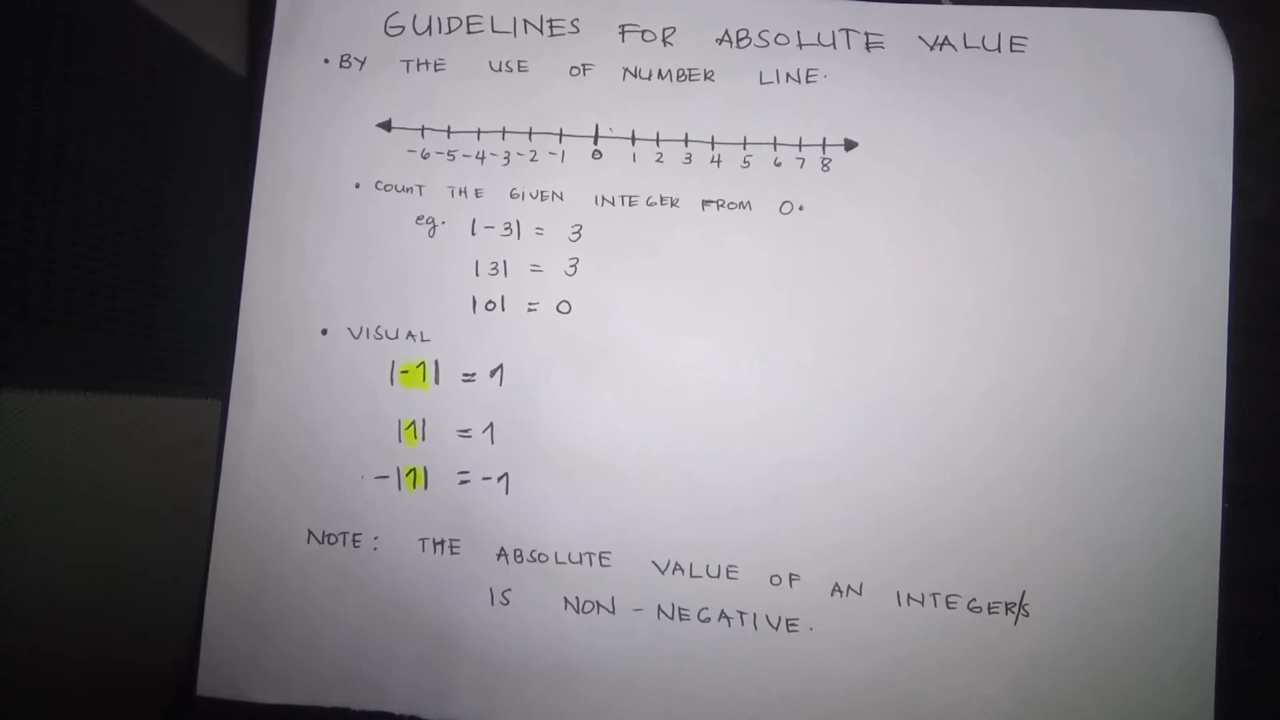 GUIDELINES FOR ABSOLUTE VALUE
• BY THE USE OF NUMBER LINE.
-6 -5 -4 -3 -2 -1 0 1 2 3 4 5 6 7 8
• COUNT THE GIVEN INTEGER FROM 0.
eg. |-3| = 3
|3| = 3
|0| = 0
• VISUAL
|-1| = 1
|1| = 1
-|1| = -1
NOTE: THE ABSOLUTE VALUE OF AN INTEGER/S
IS NON-NEGATIVE.